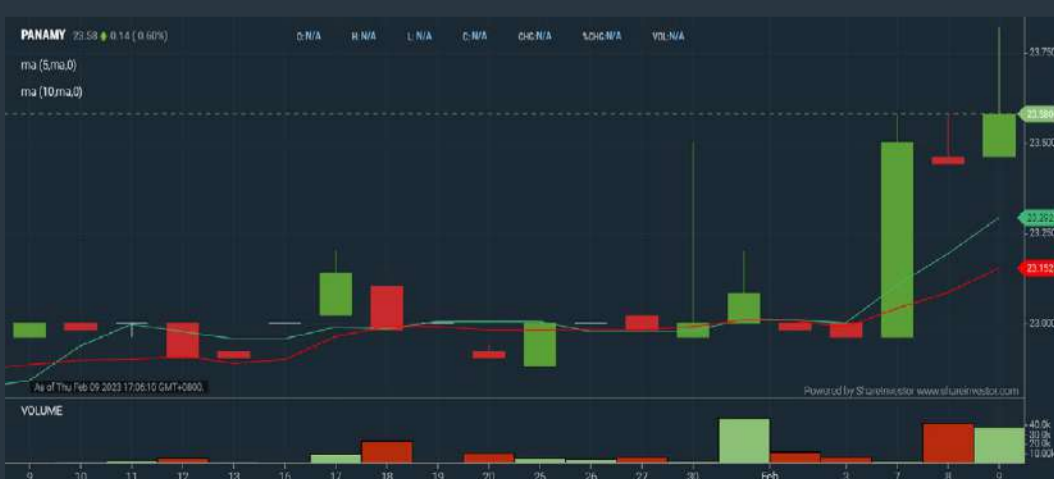 PANAMY 23.58 0.14 ( 0.60%) O:N/A H:N/A L:N/A C:N/A CHG:N/A %CHG:N/A VOL:N/A
ma (5,ma,0)
ma (10,ma,0)
23.750
23.580
23.500
23.292
23.250
23.152
23.000
As of Thu Feb 09 2023 17:05:10 GMT+0800. Powered by ShareInvestor www.shareinvestor.com
VOLUME
40.0k
30.0k
20.0k
10.00k
9 10 11 12 13 16 17 18 19 20 25 26 27 30 Feb 3 7 8 9